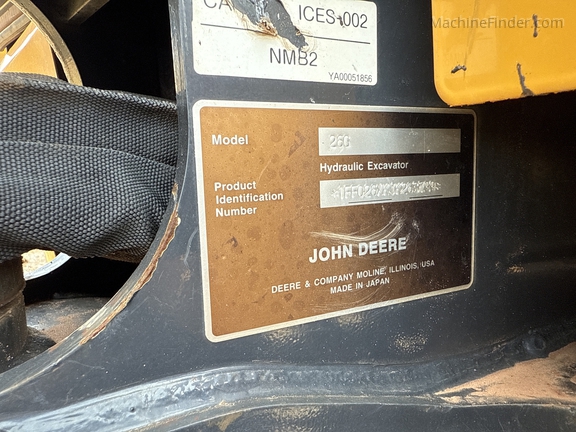 MachineFinder.com
CA ICES-002
NMB2
YA00051856
Model 26G
Hydraulic Excavator
Product
Identification
Number
JOHN DEERE
DEERE & COMPANY MOLINE, ILLINOIS, USA
MADE IN JAPAN